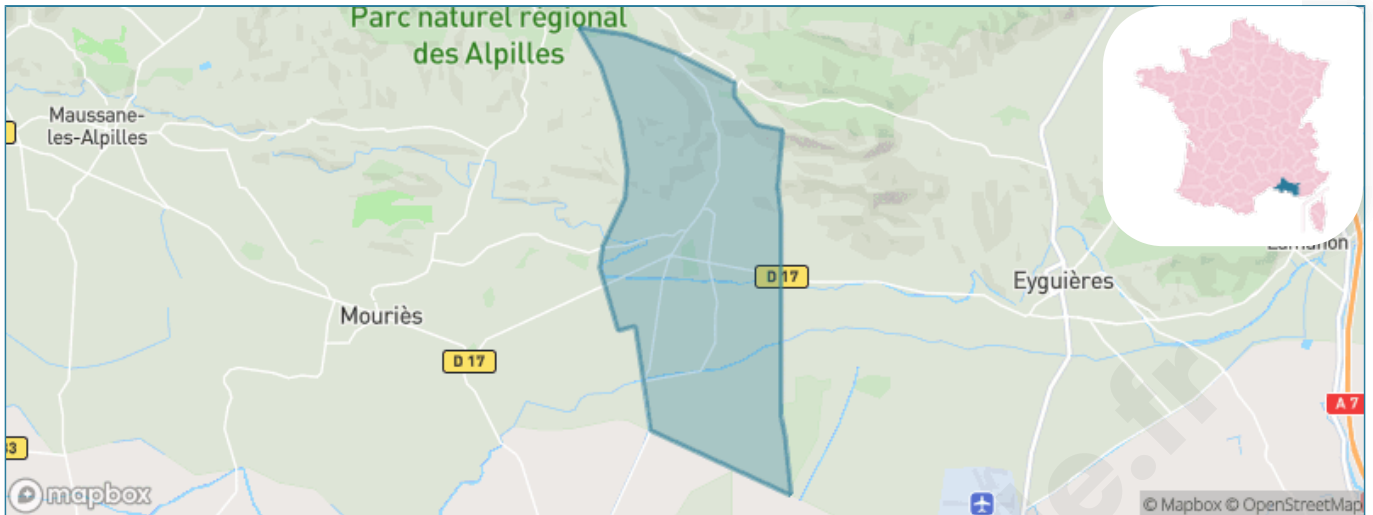 Parc naturel régional
des Alpilles
Maussane-
les-Alpilles
D 17
Eyguières
Mouriès
D 17
A 7
mapbox
© Mapbox © OpenStreetMap